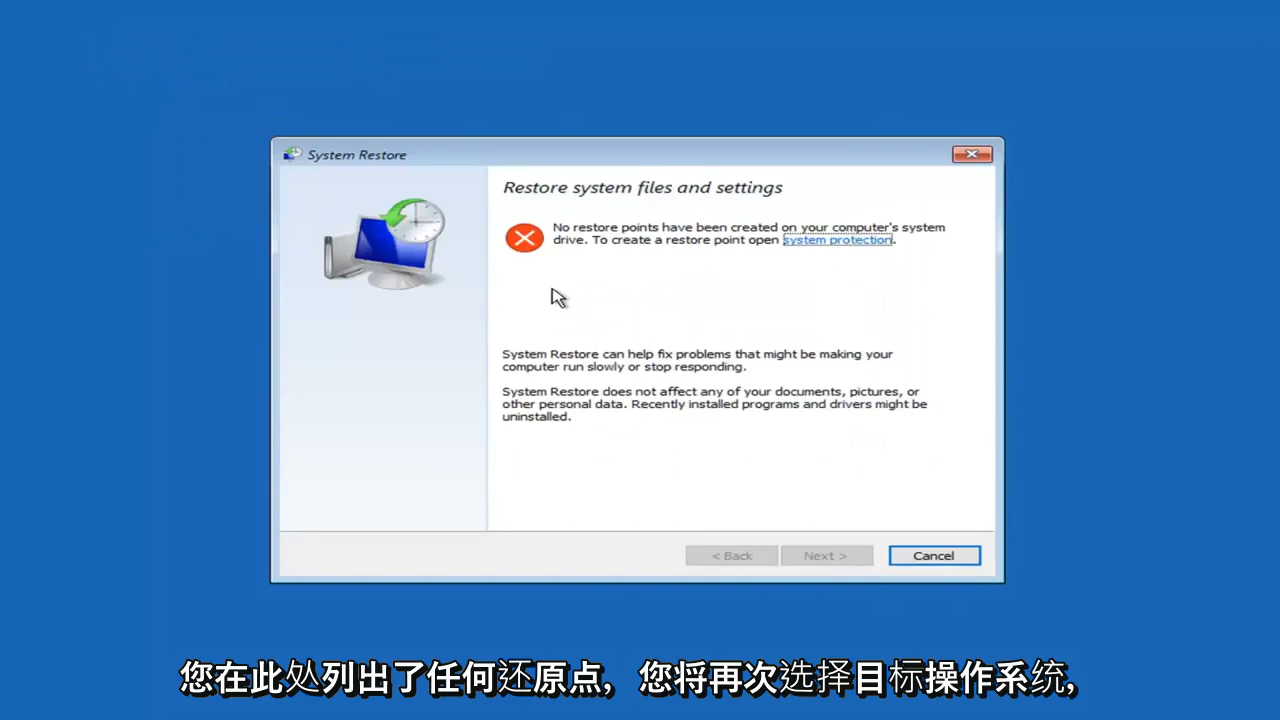 System Restore
Restore system files and settings
No restore points have been created on your computer's system
drive. To create a restore point open system protection.
System Restore can help fix problems that might be making your
computer run slowly or stop responding.
System Restore does not affect any of your documents, pictures, or
other personal data. Recently installed programs and drivers might be
uninstalled.
< Back
Next >
Cancel
您在此处列出了任何还原点，您将再次选择目标操作系统，